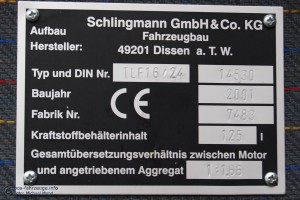 Schlingmann GmbH & Co. KG
Aufbau Fahrzeugbau
Hersteller: 49201 Dissen a. T. W.
Typ und DIN Nr. TLF16/24 14530
Baujahr 2001
Fabrik Nr. 7483
CE
Kraftstoffbehälterinhalt 125 l
Gesamtübersetzungsverhältnis zwischen Motor
und angetriebenem Aggregat